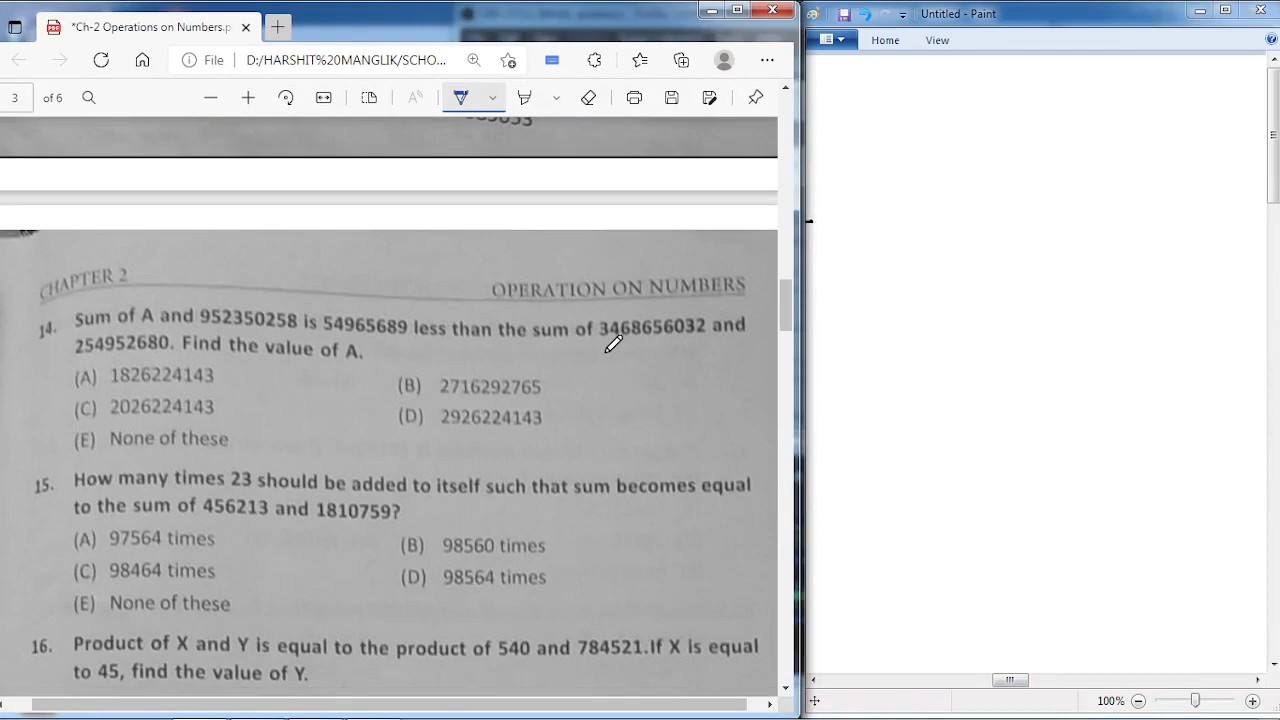 Ch Operations on Numbers.p
Untitled - Paint
File D:/HARSHIT%20MANGLIK/SCHO...
Home View
3 of 6
CHAPTER 2 OPERATION ON NUMBERS
14. Sum of A and 952350258 is 54965689 less than the sum of 3468656032 and
254952680. Find the value of A.
(A) 1826224143 (B) 2716292765
(C) 2026224143 (D) 2926224143
(E) None of these
15. How many times 23 should be added to itself such that sum becomes equal
to the sum of 456213 and 1810759?
(A) 97564 times (B) 98560 times
(C) 98464 times (D) 98564 times
(E) None of these
16. Product of X and Y is equal to the product of 540 and 784521.If X is equal
to 45, find the value of Y.
100%